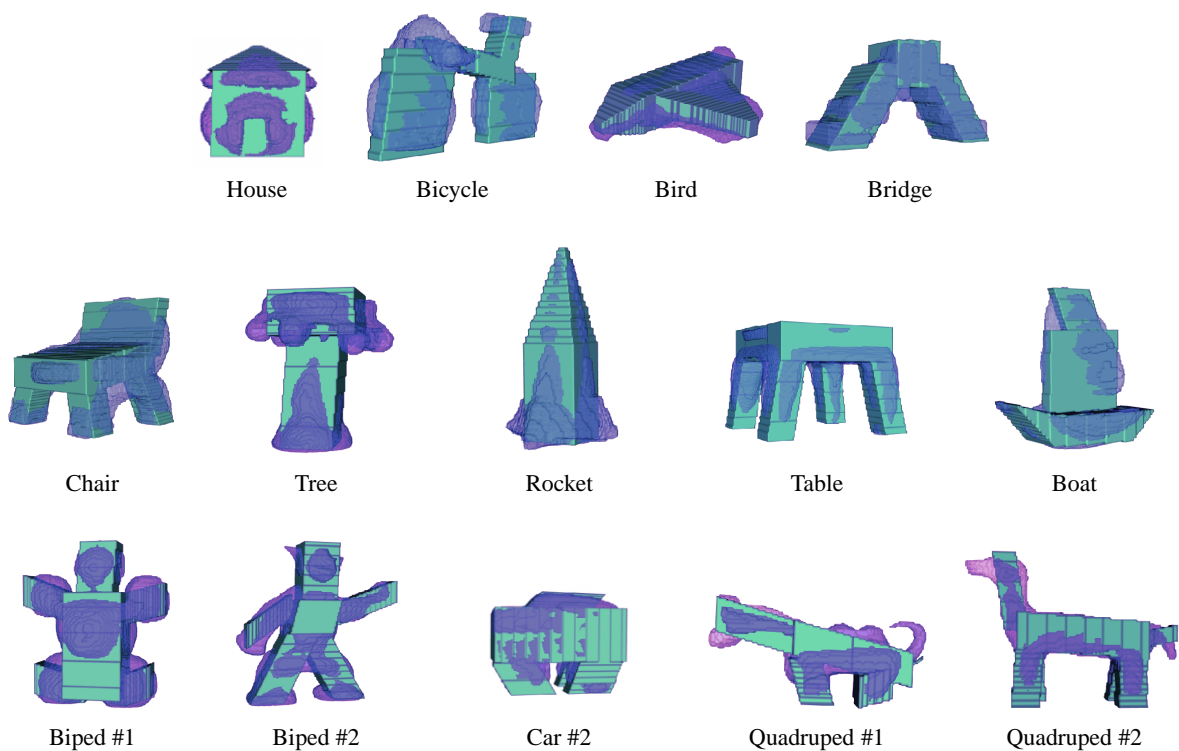 House Bicycle Bird Bridge
Chair Tree Rocket Table Boat
Biped #1 Biped #2 Car #2 Quadruped #1 Quadruped #2